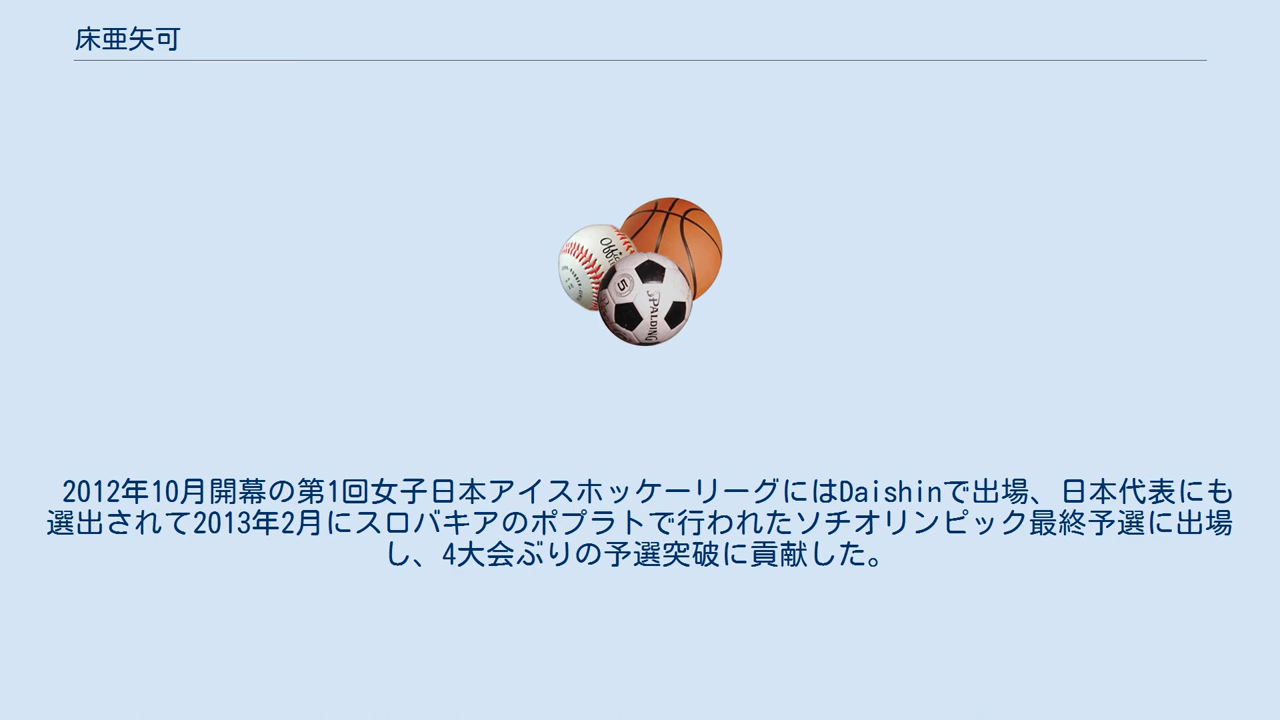 床亜矢可
Official
5
SPALDING
2012年10月開幕の第1回女子日本アイスホッケーリーグにはDaishinで出場、日本代表にも
選出されて2013年2月にスロバキアのポプラトで行われたソチオリンピック最終予選に出場
し、4大会ぶりの予選突破に貢献した。